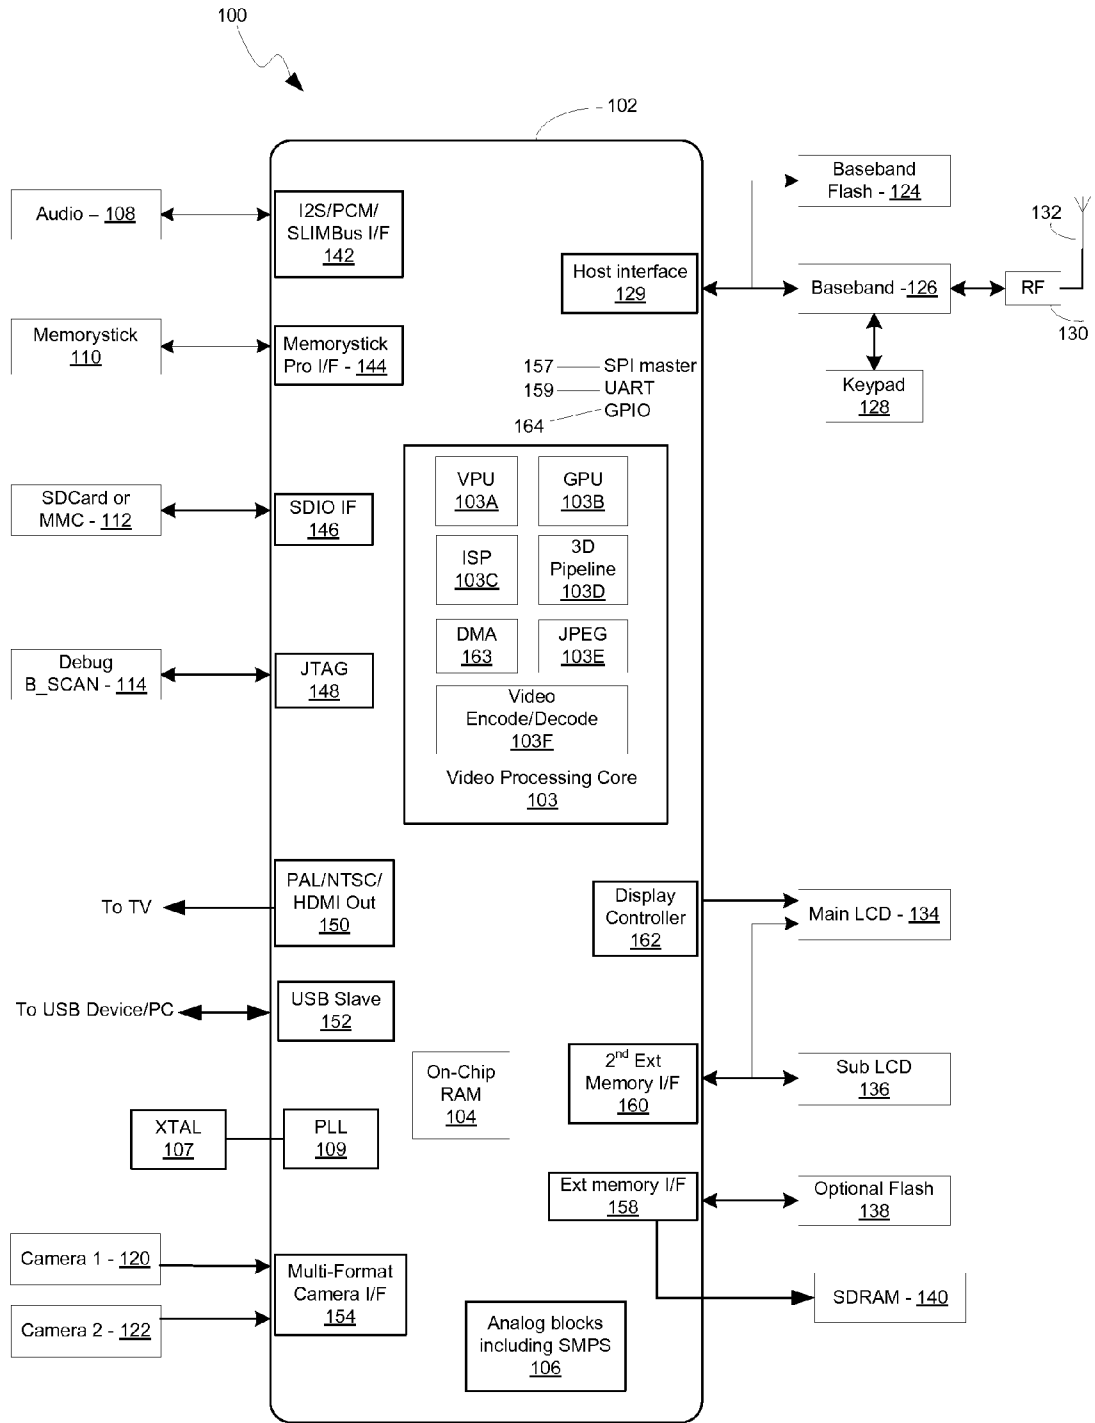 100
102
Audio – 108
I2S/PCM/
SLIMBus I/F
142
Baseband
Flash - 124
132
Host interface
129
Baseband -126
RF
130
Memorystick
110
Memorystick
Pro I/F - 144
157 SPI master
159 UART
164 GPIO
Keypad
128
VPU
103A
GPU
103B
SDCard or
MMC - 112
SDIO IF
146
ISP
103C
3D
Pipeline
103D
DMA
163
JPEG
103E
Debug
B_SCAN - 114
JTAG
148
Video
Encode/Decode
103F
Video Processing Core
103
To TV
PAL/NTSC/
HDMI Out
150
Display
Controller
162
Main LCD - 134
To USB Device/PC
USB Slave
152
On-Chip
RAM
104
2nd Ext
Memory I/F
160
Sub LCD
136
XTAL
107
PLL
109
Ext memory I/F
158
Optional Flash
138
Camera 1 - 120
Camera 2 - 122
Multi-Format
Camera I/F
154
SDRAM - 140
Analog blocks
including SMPS
106